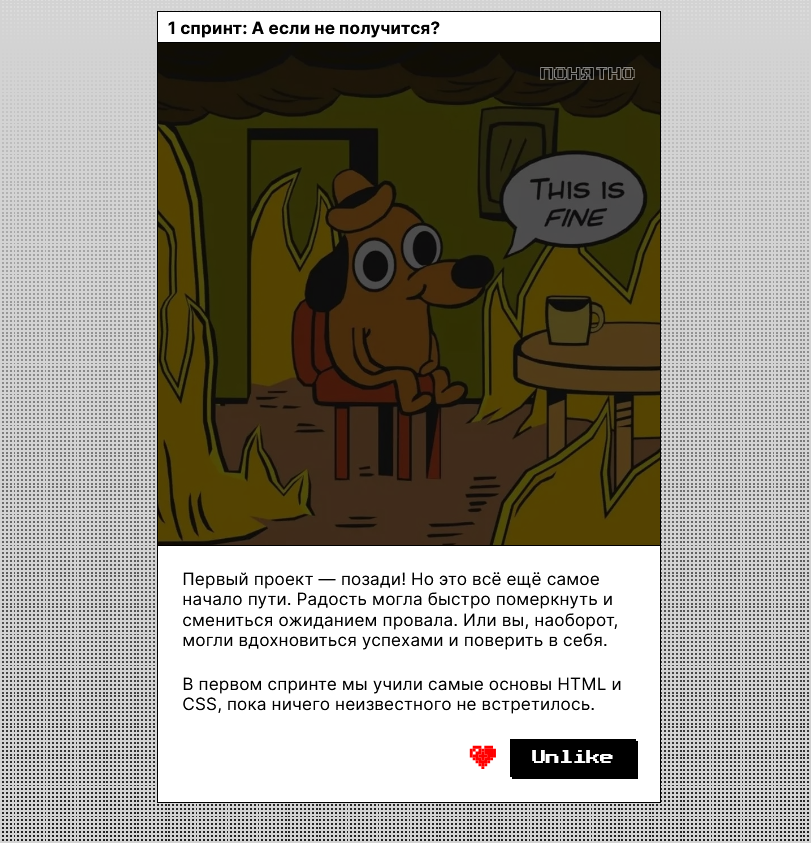 1 спринт: А если не получится?
ПОНЯТНО
THIS IS
FINE
Первый проект — позади! Но это всё ещё самое
начало пути. Радость могла быстро померкнуть и
смениться ожиданием провала. Или вы, наоборот,
могли вдохновиться успехами и поверить в себя.
В первом спринте мы учили самые основы HTML и
CSS, пока ничего неизвестного не встретилось.
Unlike